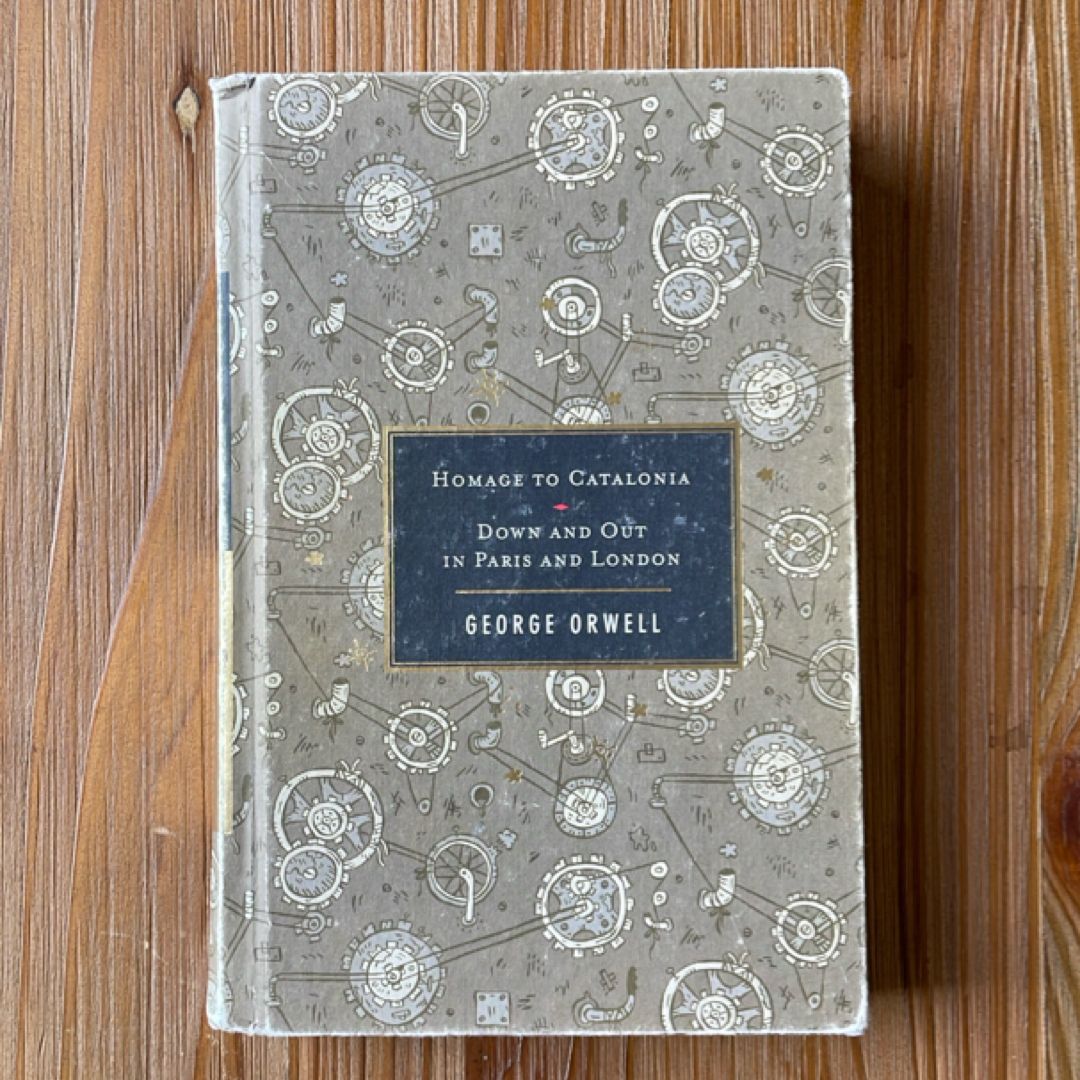 HOMAGE TO CATALONIA
DOWN AND OUT
IN PARIS AND LONDON
GEORGE ORWELL